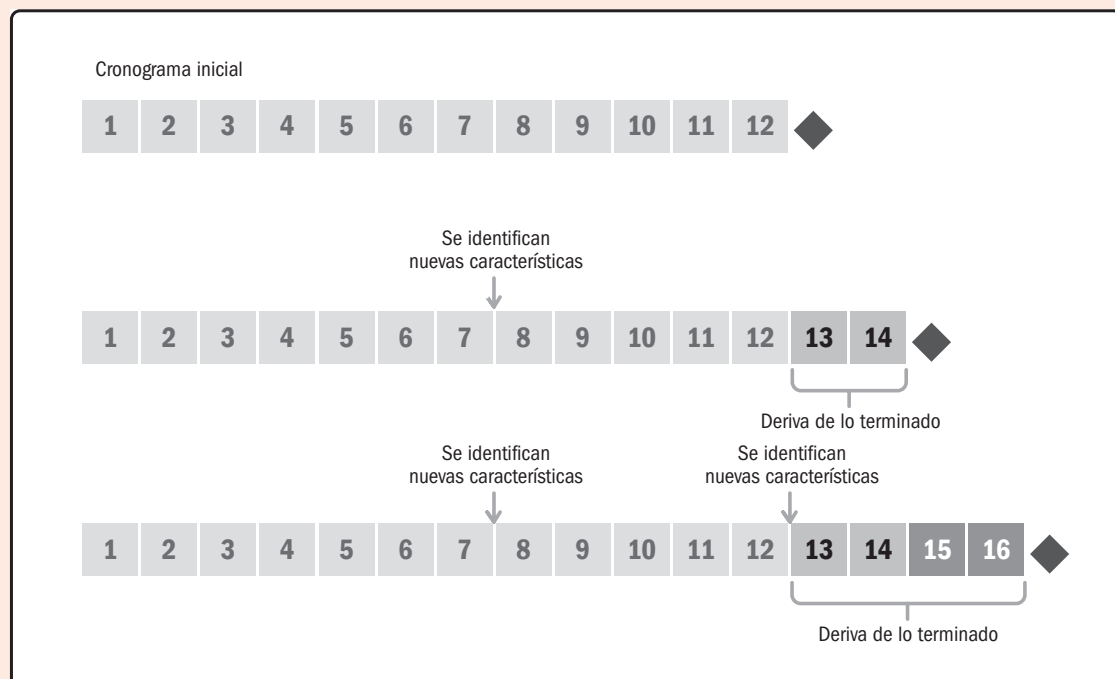 Cronograma inicial
1 2 3 4 5 6 7 8 9 10 11 12
Se identifican
nuevas características
1 2 3 4 5 6 7 8 9 10 11 12 13 14
Deriva de lo terminado
Se identifican
nuevas características
Se identifican
nuevas características
1 2 3 4 5 6 7 8 9 10 11 12 13 14 15 16
Deriva de lo terminado